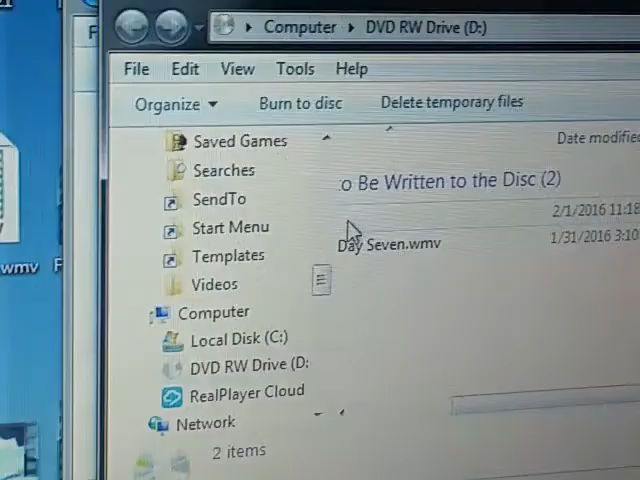 Computer DVD RW Drive (D:)
File Edit View Tools Help
Organize Burn to disc Delete temporary files
Saved Games
Date modified
Searches
o Be Written to the Disc (2)
SendTo
2/1/2016 11:18
Start Menu
Day Seven.wmv
1/31/2016 3:10
Templates
wmv
Videos
Computer
Local Disk (C:)
DVD RW Drive (D:
RealPlayer Cloud
Network
2 items